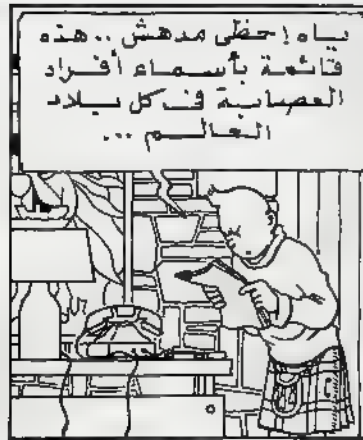 ياه! حظى مدهش .. هذه
قائمة بأسماء أفراد
العصابة فى كل بلاد
العالم ...